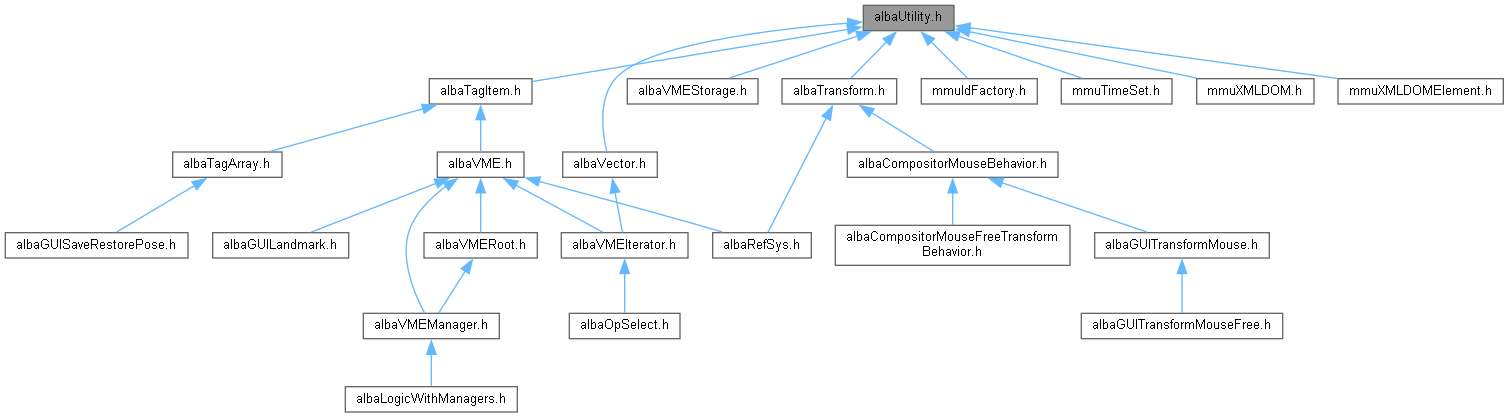 albaUtility.h
albaTagItem.h
albaVMEStorage.h
albaTransform.h
mmuIdFactory.h
mmuTimeSet.h
mmuXMLDOM.h
mmuXMLDOMElement.h
albaTagArray.h
albaVME.h
albaVector.h
albaCompositorMouseBehavior.h
albaGUISaveRestorePose.h
albaGUILandmark.h
albaVMERoot.h
albaVMEIterator.h
albaRefSys.h
albaCompositorMouseFreeTransform
Behavior.h
albaGUITransformMouse.h
albaVMEManager.h
albaOpSelect.h
albaGUITransformMouseFree.h
albaLogicWithManagers.h